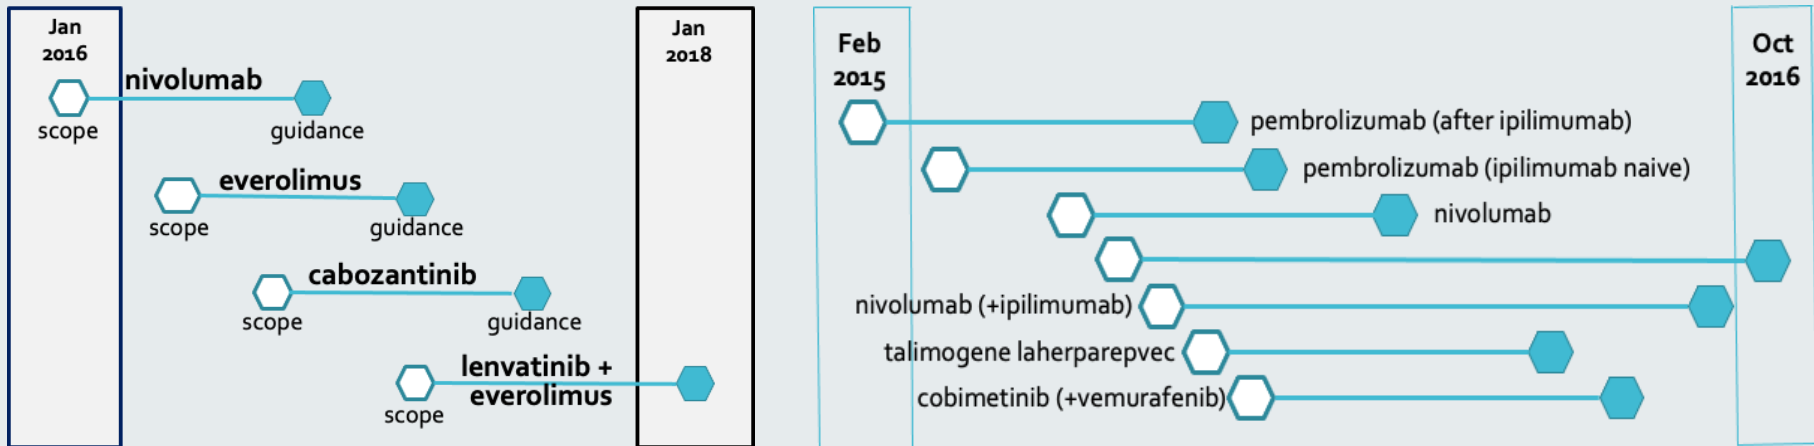 Jan
2016
nivolumab
scope
guidance
everolimus
scope
guidance
cabozantinib
scope
guidance
lenvatinib +
everolimus
scope
Jan
2018
Feb
2015
Oct
2016
pembrolizumab (after ipilimumab)
pembrolizumab (ipilimumab naive)
nivolumab
nivolumab (+ipilimumab)
talimogene laherparepvec
cobimetinib (+vemurafenib)